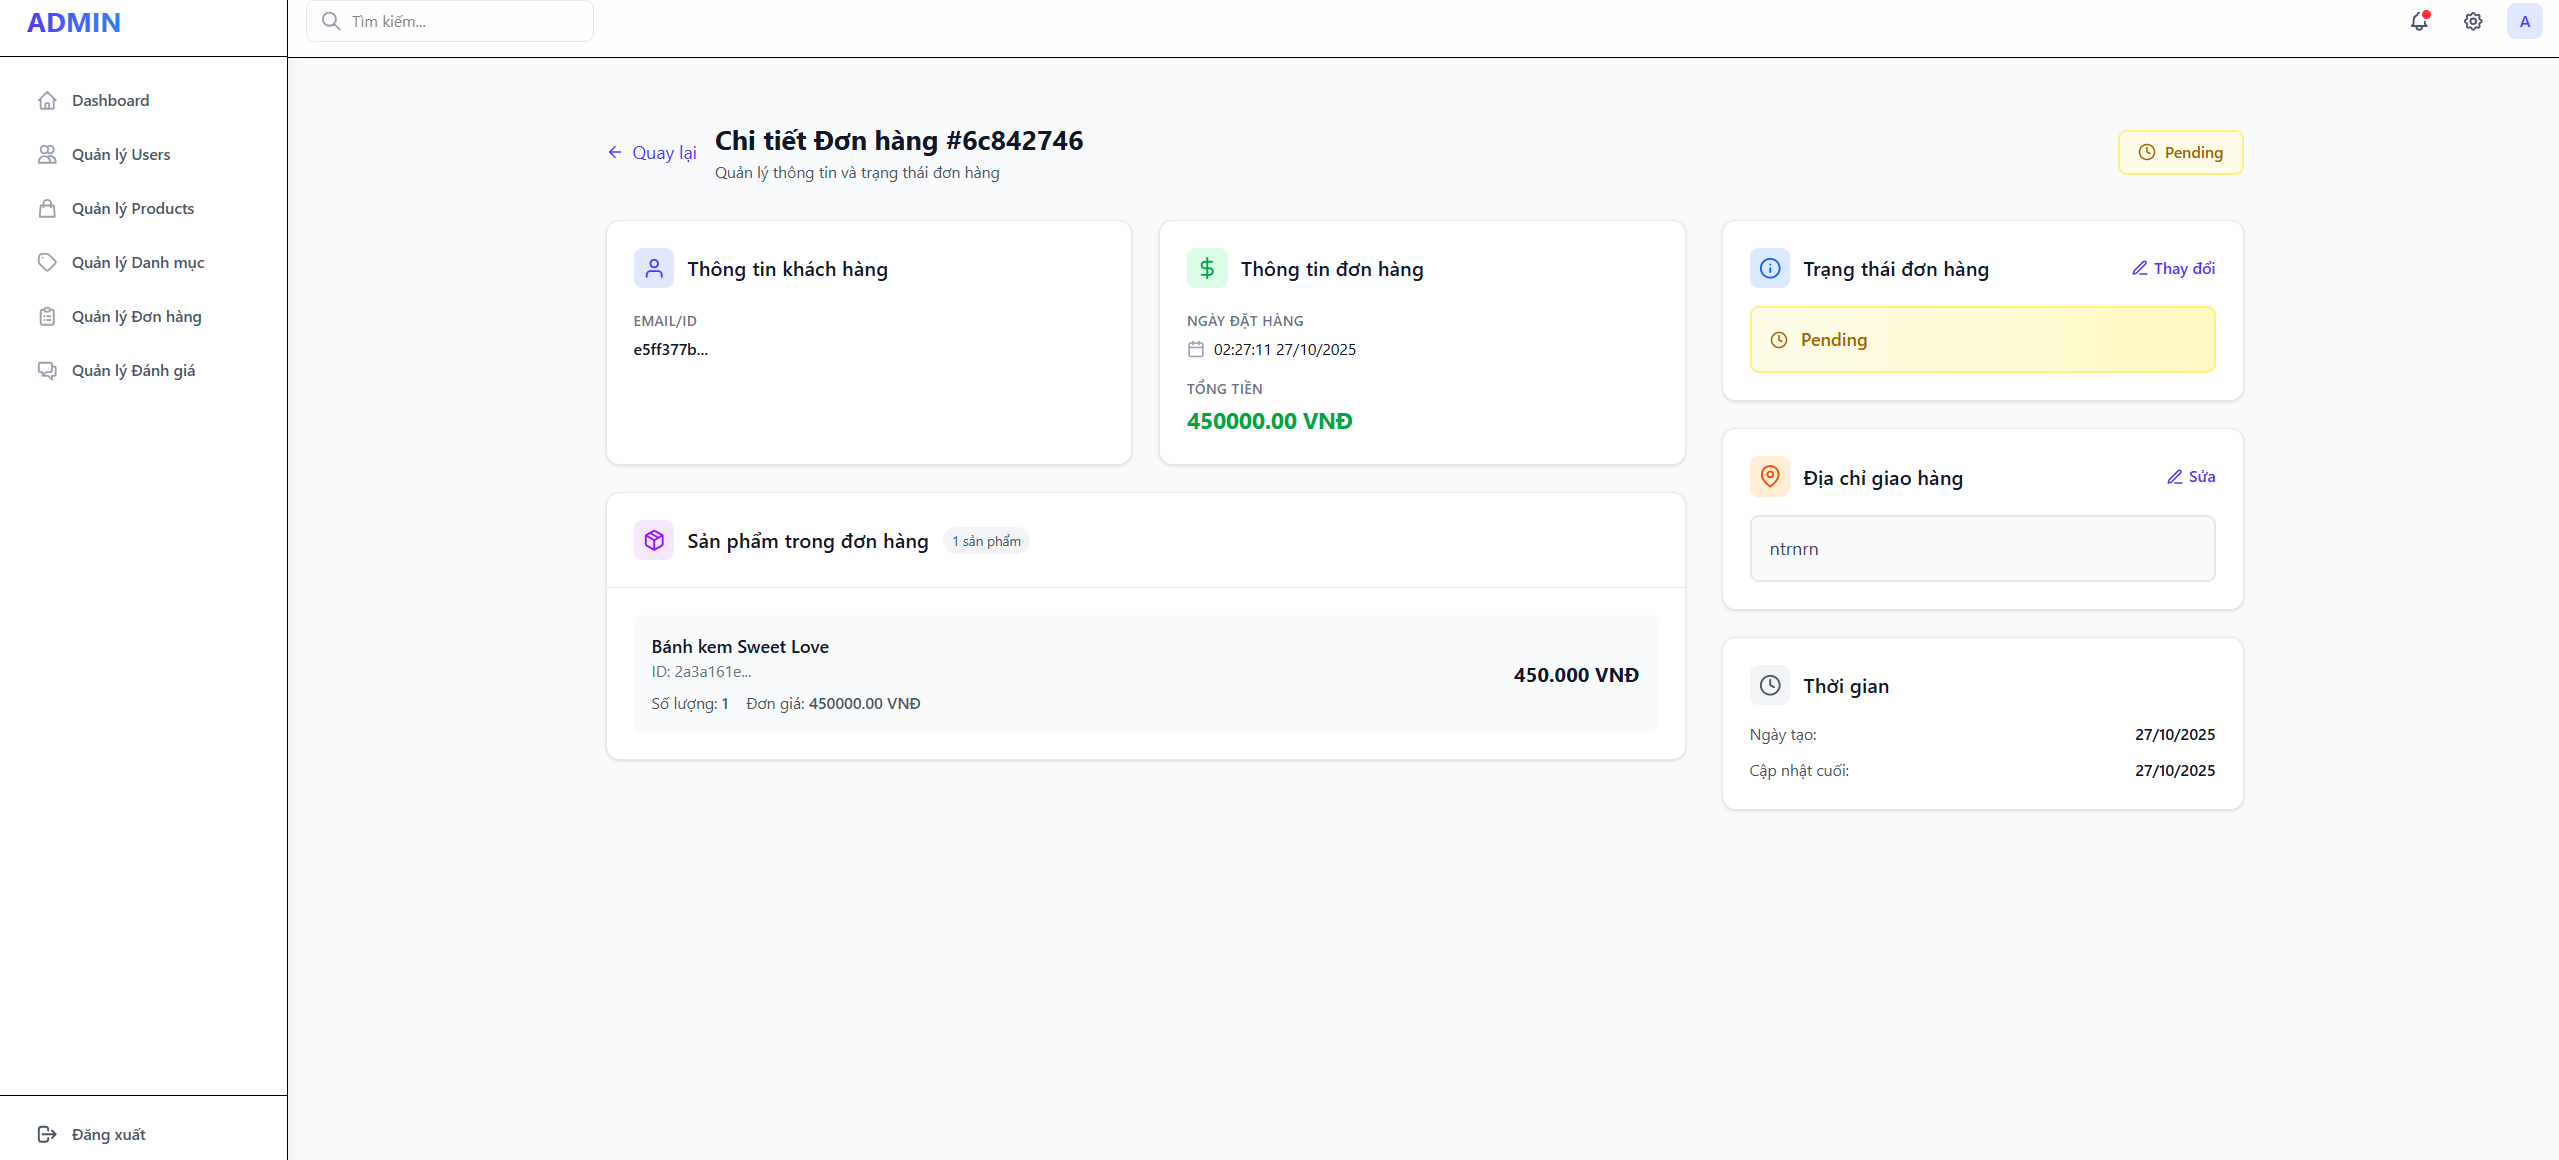 ADMIN
Tìm kiếm...
A
Dashboard
Quản lý Users
Quản lý Products
Quản lý Danh mục
Quản lý Đơn hàng
Quản lý Đánh giá
Đăng xuất
Quay lại
Chi tiết Đơn hàng #6c842746
Quản lý thông tin và trạng thái đơn hàng
Pending
Thông tin khách hàng
EMAIL/ID
e5ff377b...
Thông tin đơn hàng
NGÀY ĐẶT HÀNG
02:27:11 27/10/2025
TỔNG TIỀN
450000.00 VNĐ
Sản phẩm trong đơn hàng 1 sản phẩm
Bánh kem Sweet Love
ID: 2a3a161e...
Số lượng: 1 Đơn giá: 450000.00 VNĐ
450.000 VNĐ
Trạng thái đơn hàng Thay đổi
Pending
Địa chỉ giao hàng Sửa
ntrnrn
Thời gian
Ngày tạo: 27/10/2025
Cập nhật cuối: 27/10/2025